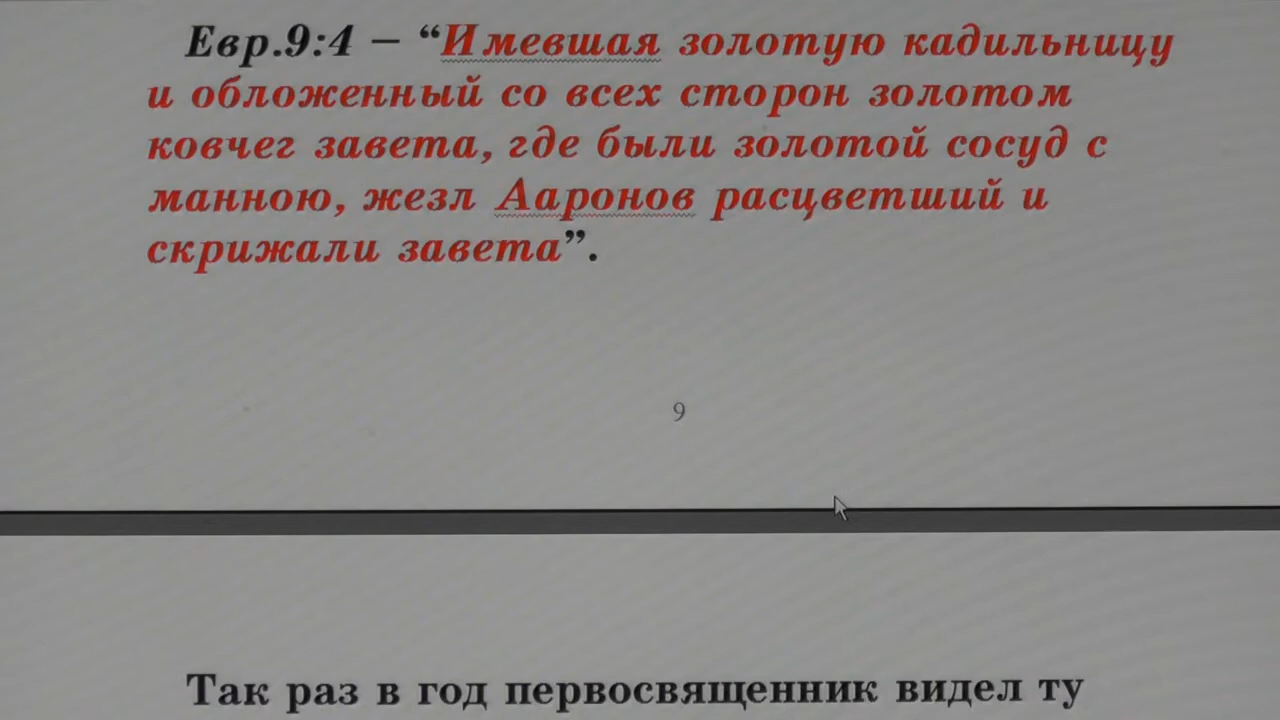 Евр.9:4 – “Имевшая золотую кадильницу
и обложенный со всех сторон золотом
ковчег завета, где были золотой сосуд с
манною, жезл Ааронов расцветший и
скрижали завета”.
9
Так раз в год первосвященник видел ту